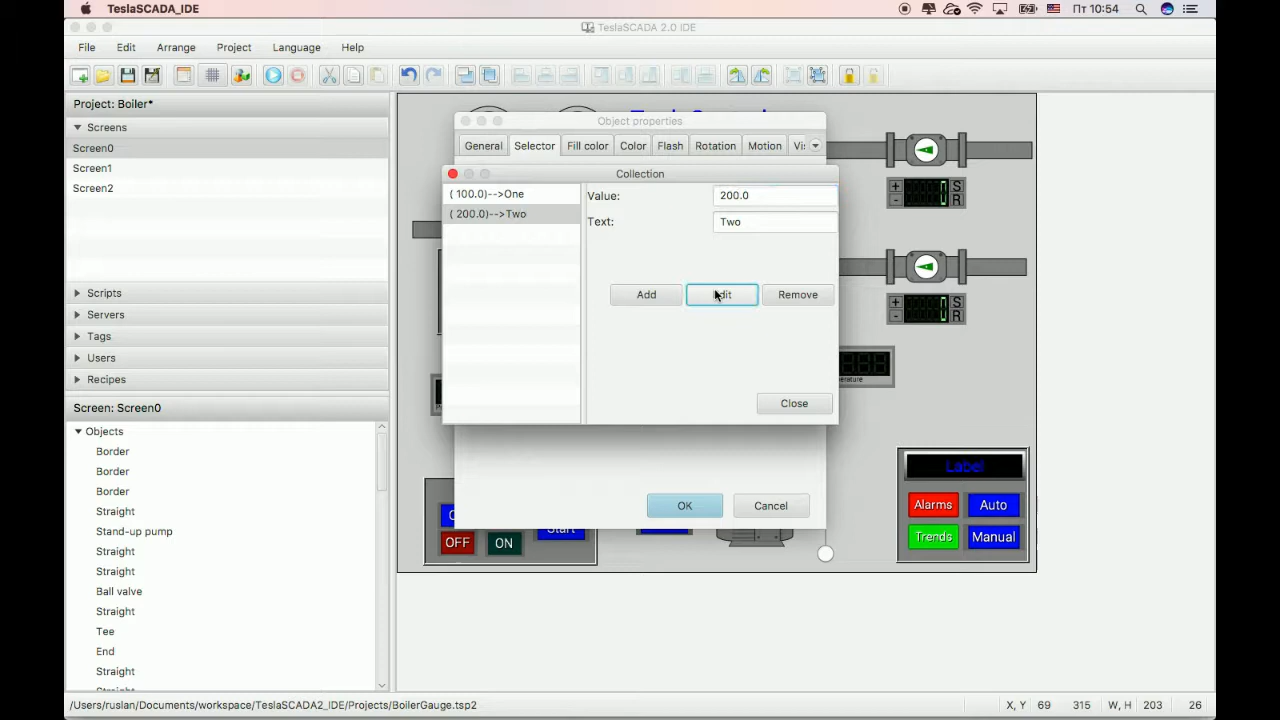 TeslaSCADA_IDE
Пт 10:54
TeslaSCADA 2.0 IDE
File Edit Arrange Project Language Help
Project: Boiler*
Screens
Screen0
Screen1
Screen2
Scripts
Servers
Tags
Users
Recipes
Screen: Screen0
Objects
Border
Border
Border
Straight
Stand-up pump
Straight
Straight
Ball valve
Straight
Tee
End
Straight
Object properties
General Selector Fill color Color Flash Rotation Motion
Collection
( 100.0)-->One
( 200.0)-->Two
Value: 200.0
Text: Two
Add Remove
Close
OK Cancel
+ S
- R
+ S
- R
Label
Alarms Auto
Trends Manual
OFF ON
/Users/ruslan/Documents/workspace/TeslaSCADA2_IDE/Projects/BoilerGauge.tsp2
X, Y 69 315 W, H 203 26